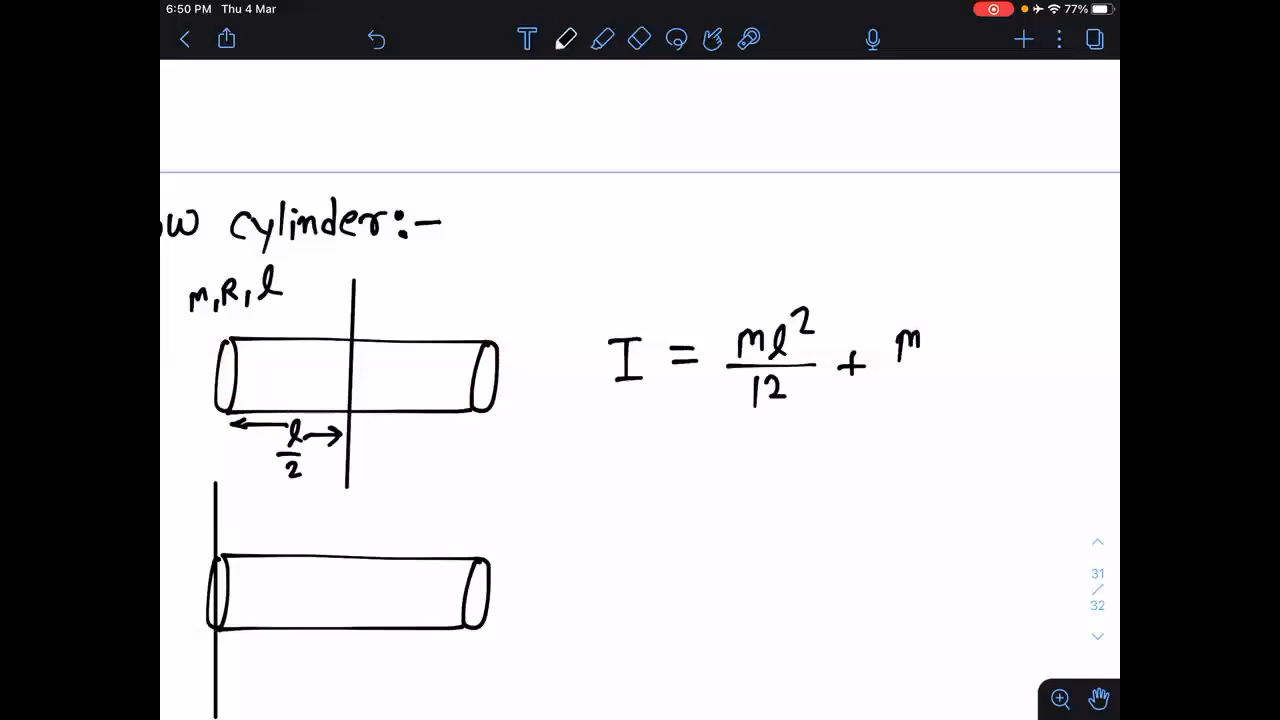 6:50 PM Thu 4 Mar
77%
T
ow cylinder:-
m, R, l
I = ml²/12 + m
l/2
31
/
32